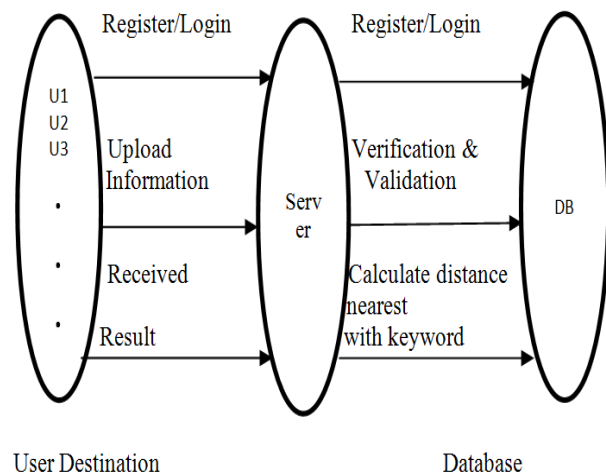 Register/Login
Register/Login
U1
U2
U3
Upload
Information
Verification &
Validation
Serv
er
DB
Received
Result
Calculate distance
nearest
with keyword
User Destination
Database